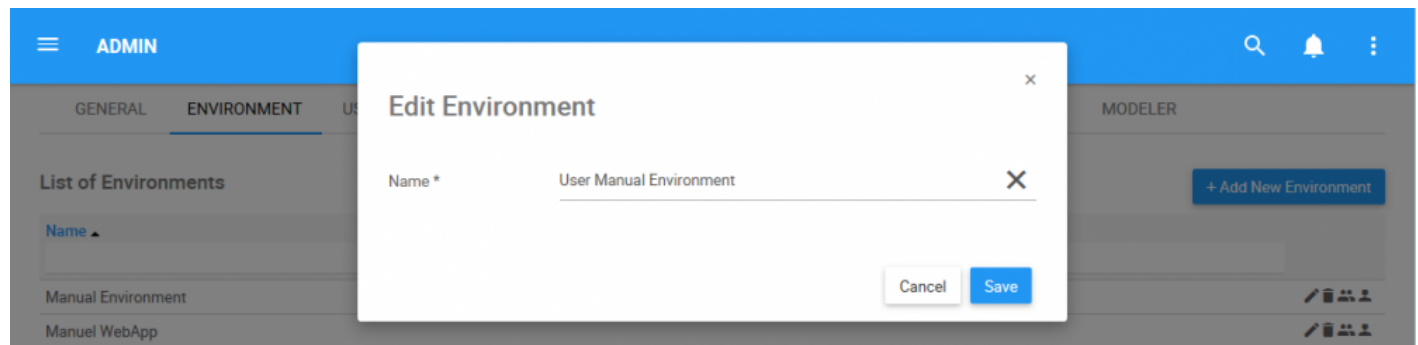 ADMIN
GENERAL ENVIRONMENT US MODELER
×
Edit Environment
List of Environments
+ Add New Environment
Name *
User Manual Environment
Name
Cancel Save
Manual Environment
Manuel WebApp